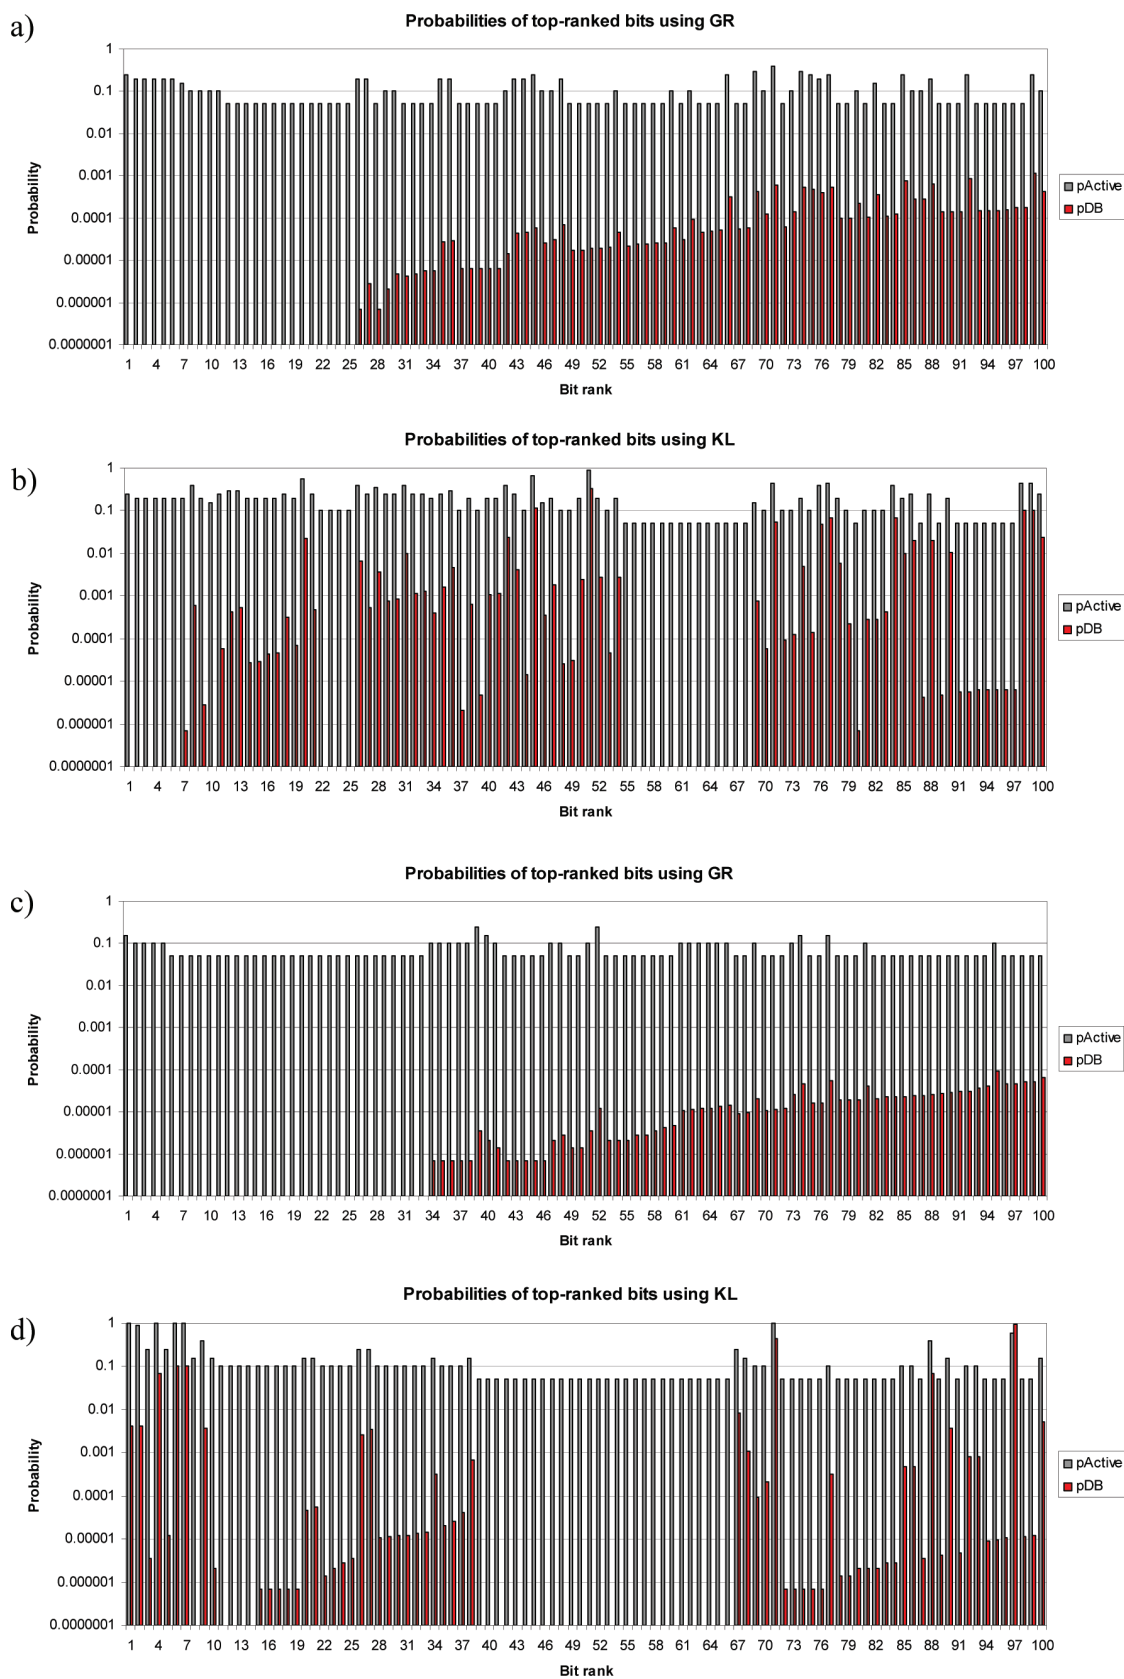 a)
Probabilities of top-ranked bits using GR
1
0.1
0.01
0.001
0.0001
0.00001
0.000001
0.0000001
Probability
1 4 7 10 13 16 19 22 25 28 31 34 37 40 43 46 49 52 55 58 61 64 67 70 73 76 79 82 85 88 91 94 97 100
Bit rank
pActive
pDB
b)
Probabilities of top-ranked bits using KL
1
0.1
0.01
0.001
0.0001
0.00001
0.000001
0.0000001
Probability
1 4 7 10 13 16 19 22 25 28 31 34 37 40 43 46 49 52 55 58 61 64 67 70 73 76 79 82 85 88 91 94 97 100
Bit rank
pActive
pDB
c)
Probabilities of top-ranked bits using GR
1
0.1
0.01
0.001
0.0001
0.00001
0.000001
0.0000001
Probability
1 4 7 10 13 16 19 22 25 28 31 34 37 40 43 46 49 52 55 58 61 64 67 70 73 76 79 82 85 88 91 94 97 100
Bit rank
pActive
pDB
d)
Probabilities of top-ranked bits using KL
1
0.1
0.01
0.001
0.0001
0.00001
0.000001
0.0000001
Probability
1 4 7 10 13 16 19 22 25 28 31 34 37 40 43 46 49 52 55 58 61 64 67 70 73 76 79 82 85 88 91 94 97 100
Bit rank
pActive
pDB